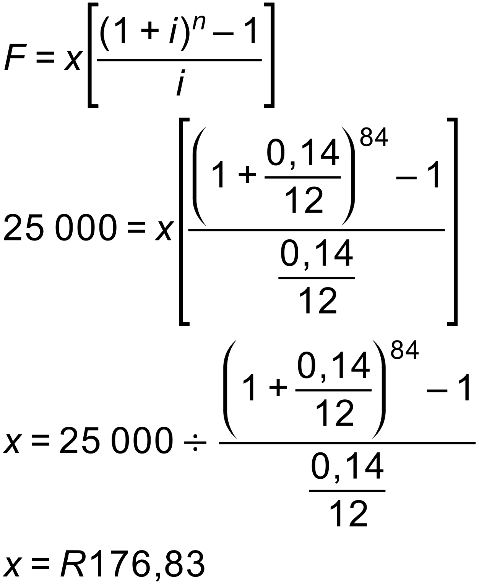 F = x[((1 + i)ⁿ – 1)/i]
25 000 = x[((1 + 0,14/12)⁸⁴ – 1)/(0,14/12)]
x = 25 000 ÷ ((1 + 0,14/12)⁸⁴ – 1)/(0,14/12)
x = R176,83